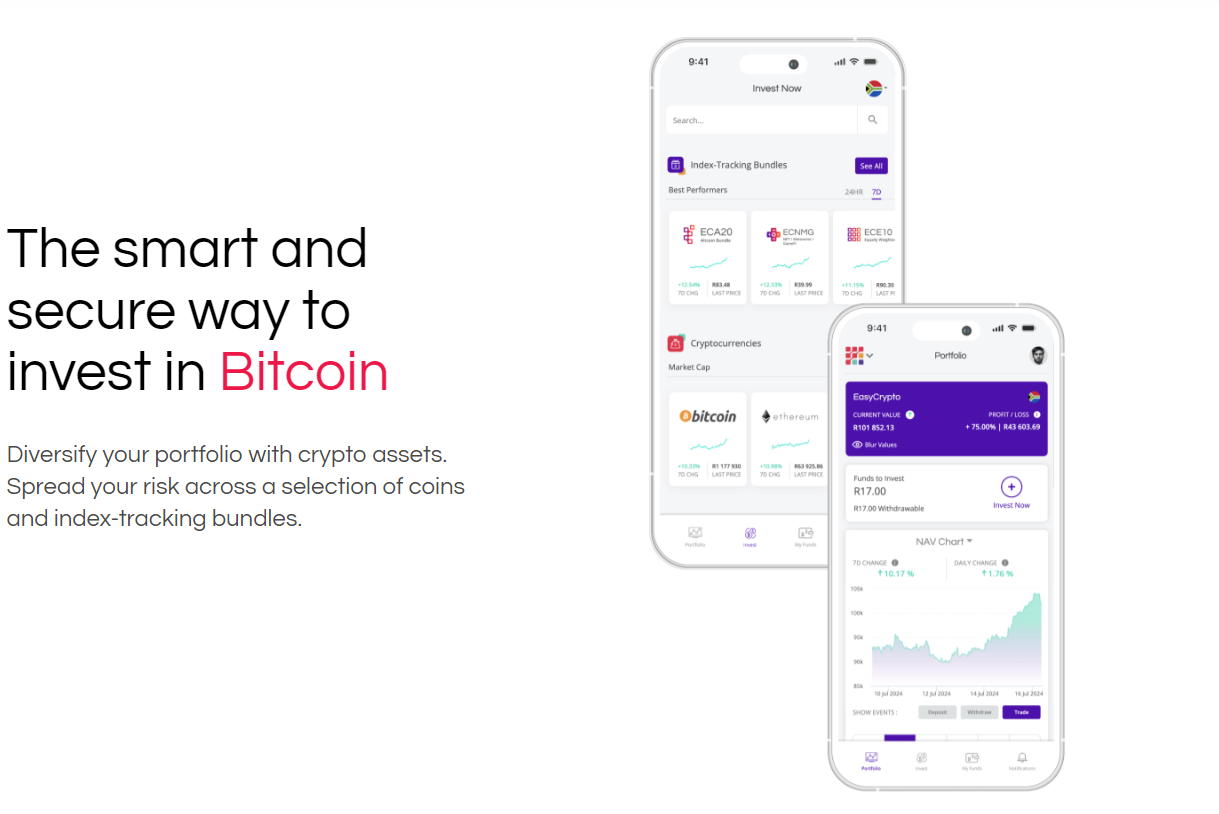 The smart and
secure way to
invest in Bitcoin
Diversify your portfolio with crypto assets.
Spread your risk across a selection of coins
and index-tracking bundles.
9:41
Invest Now
Search...
Index-Tracking Bundles
See All
Best Performers
24HR 7D
ECA20
Altcoin Bundle
ECNMG
NFT | Metaverse |
GameFi
ECE10
Equally Weighted
+12.54% R83.48
7D CHG LAST PRICE
+12.33% R39.99
7D CHG LAST PRICE
+11.15% R90.30
7D CHG LAST PR
Cryptocurrencies
Market Cap
bitcoin
ethereum
+10.33% R1 177 930
7D CHG LAST PRICE
+10.98% R63 925.86
7D CHG LAST PRICE
Portfolio
Invest
My Funds
9:41
Portfolio
EasyCrypto
CURRENT VALUE
PROFIT / LOSS
R101 852.13
+ 75.00% | R43 603.69
Blur Values
Funds to Invest
R17.00
R17.00 Withdrawable
Invest Now
NAV Chart
7D CHANGE
10.17 %
DAILY CHANGE
1.76 %
105k
100k
95k
90k
85k
10 Jul 2024 12 Jul 2024 14 Jul 2024 16 Jul 2024
SHOW EVENTS : Deposit Withdraw Trade
Portfolio
Invest
My Funds
Notifications